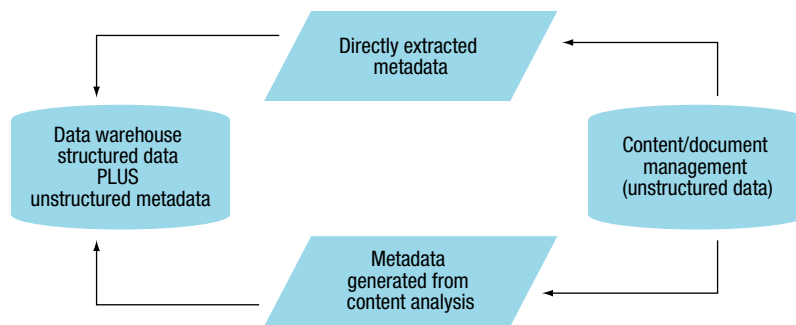 Directly extracted
metadata
Data warehouse
structured data
PLUS
unstructured metadata
Content/document
management
(unstructured data)
Metadata
generated from
content analysis